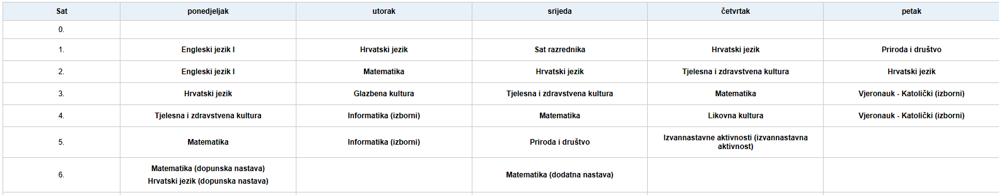 Sat ponedjeljak utorak srijeda četvrtak petak
0.
1. Engleski jezik I Hrvatski jezik Sat razrednika Hrvatski jezik Priroda i društvo
2. Engleski jezik I Matematika Hrvatski jezik Tjelesna i zdravstvena kultura Hrvatski jezik
3. Hrvatski jezik Glazbena kultura Tjelesna i zdravstvena kultura Matematika Vjeronauk - Katolički (izborni)
4. Tjelesna i zdravstvena kultura Informatika (izborni) Matematika Likovna kultura Vjeronauk - Katolički (izborni)
5. Matematika Informatika (izborni) Priroda i društvo Izvannastavne aktivnosti (izvannastavna
aktivnost)
6. Matematika (dopunska nastava)
Hrvatski jezik (dopunska nastava) Matematika (dodatna nastava)